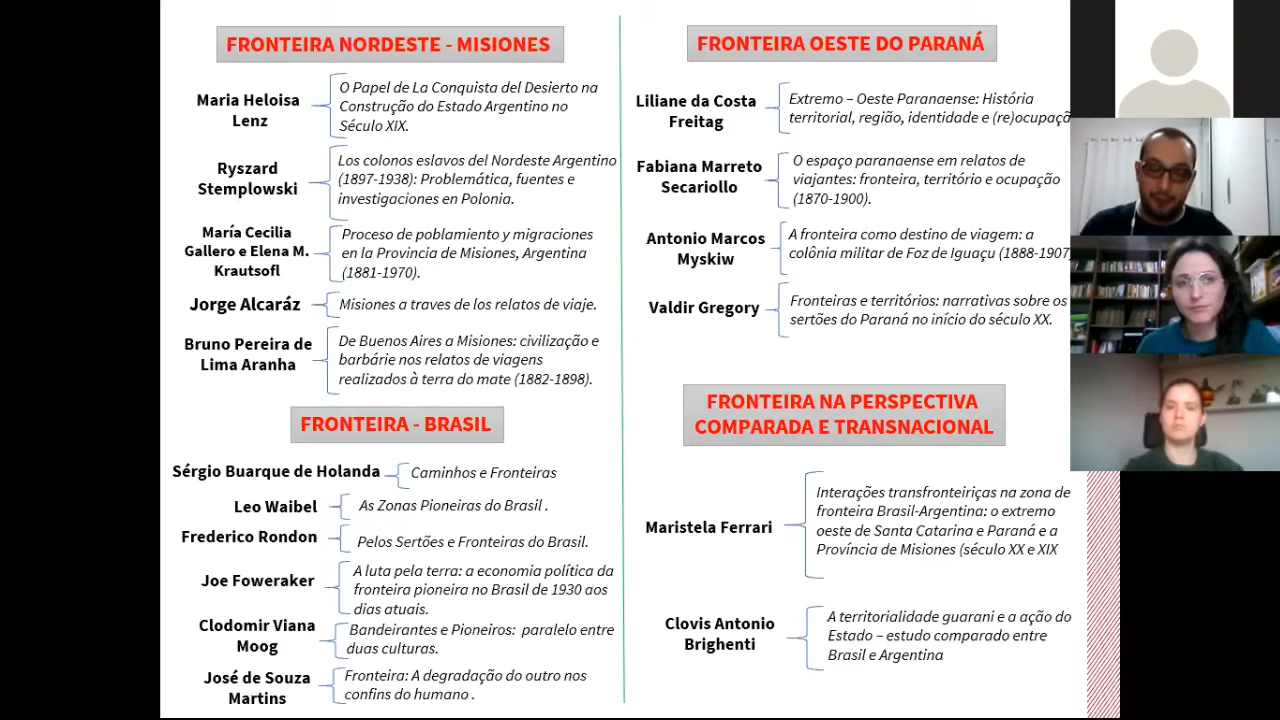 FRONTEIRA NORDESTE - MISIONES
Maria Heloisa
Lenz
O Papel de La Conquista del Desierto na
Construção do Estado Argentino no
Século XIX.
Ryszard
Stemplowski
Los colonos eslavos del Nordeste Argentino
(1897-1938): Problemática, fuentes e
investigaciones en Polonia.
María Cecilia
Gallero e Elena M.
Krautsofl
Proceso de poblamiento y migraciones
en la Provincia de Misiones, Argentina
(1881-1970).
Jorge Alcaráz
Misiones a traves de los relatos de viaje.
Bruno Pereira de
Lima Aranha
De Buenos Aires a Misiones: civilização e
barbárie nos relatos de viagens
realizados à terra do mate (1882-1898).
FRONTEIRA - BRASIL
Sérgio Buarque de Holanda
Caminhos e Fronteiras
Leo Waibel
As Zonas Pioneiras do Brasil .
Frederico Rondon
Pelos Sertões e Fronteiras do Brasil.
Joe Foweraker
A luta pela terra: a economia política da
fronteira pioneira no Brasil de 1930 aos
dias atuais.
Clodomir Viana
Moog
Bandeirantes e Pioneiros: paralelo entre
duas culturas.
José de Souza
Martins
Fronteira: A degradação do outro nos
confins do humano .
FRONTEIRA OESTE DO PARANÁ
Liliane da Costa
Freitag
Extremo – Oeste Paranaense: História
territorial, região, identidade e (re)ocupaçã
Fabiana Marreto
Secariollo
O espaço paranaense em relatos de
viajantes: fronteira, território e ocupação
(1870-1900).
Antonio Marcos
Myskiw
A fronteira como destino de viagem: a
colônia militar de Foz de Iguaçu (1888-1907)
Valdir Gregory
Fronteiras e territórios: narrativas sobre os
sertões do Paraná no início do século XX.
FRONTEIRA NA PERSPECTIVA
COMPARADA E TRANSNACIONAL
Maristela Ferrari
Interações transfronteiriças na zona de
fronteira Brasil-Argentina: o extremo
oeste de Santa Catarina e Paraná e a
Província de Misiones (século XX e XIX
Clovis Antonio
Brighenti
A territorialidade guarani e a ação do
Estado – estudo comparado entre
Brasil e Argentina